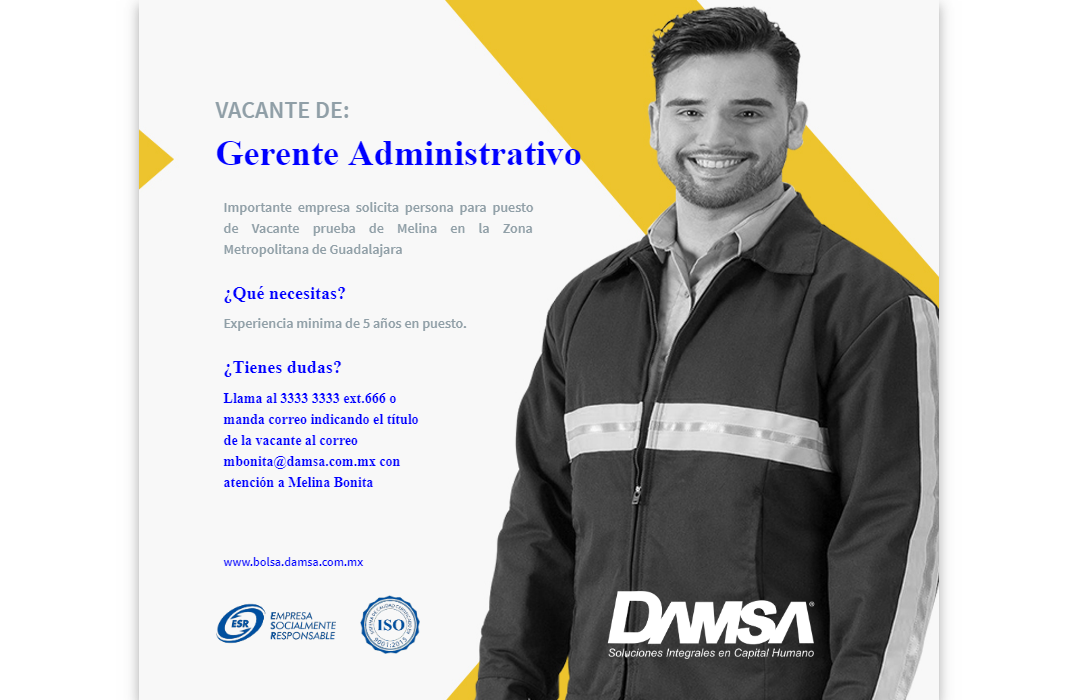 VACANTE DE:
Gerente Administrativo
Importante empresa solicita persona para puesto
de Vacante prueba de Melina en la Zona
Metropolitana de Guadalajara
¿Qué necesitas?
Experiencia minima de 5 años en puesto.
¿Tienes dudas?
Llama al 3333 3333 ext.666 o
manda correo indicando el título
de la vacante al correo
mbonita@damsa.com.mx con
atención a Melina Bonita
www.bolsa.damsa.com.mx
ESR
EMPRESA
SOCIALMENTE
RESPONSABLE
ISO
9001:2015
DAMSA®
Soluciones Integrales en Capital Humano